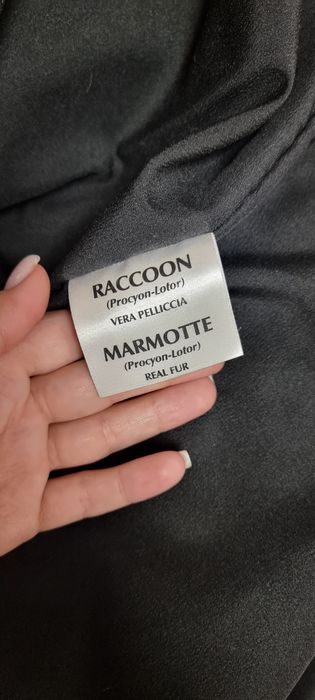 RACCOON
(Procyon-Lotor)
VERA PELLICCIA
MARMOTTE
(Procyon-Lotor)
REAL FUR